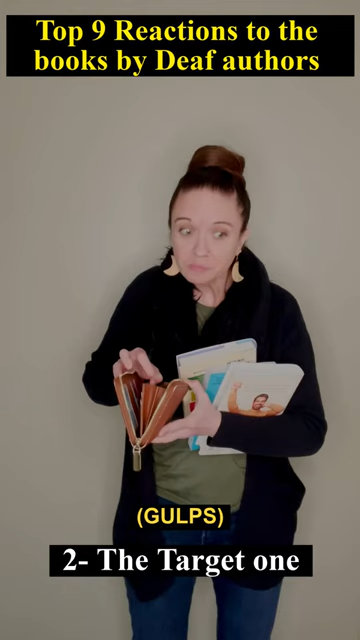 Top 9 Reactions to the
books by Deaf authors
(GULPS)
2- The Target one